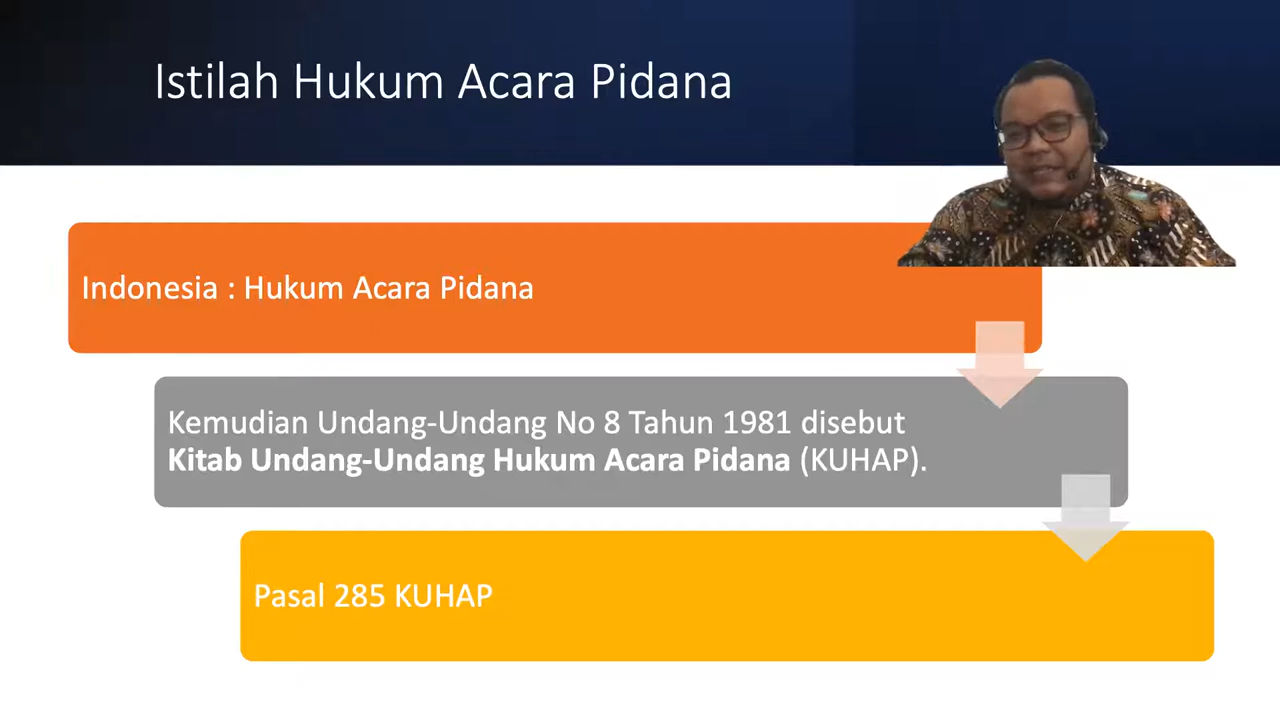 Istilah Hukum Acara Pidana
Indonesia : Hukum Acara Pidana
Kemudian Undang-Undang No 8 Tahun 1981 disebut
Kitab Undang-Undang Hukum Acara Pidana (KUHAP).
Pasal 285 KUHAP